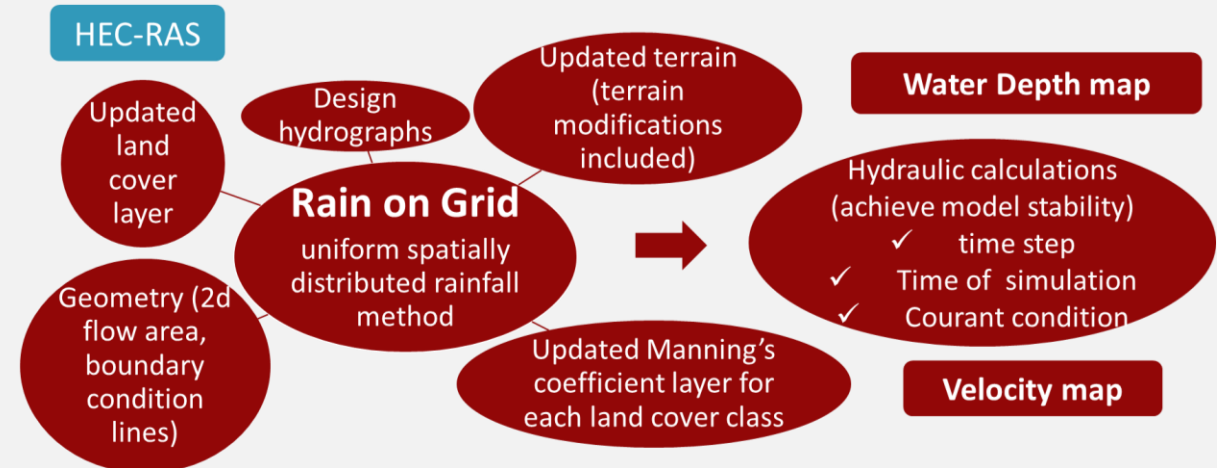 HEC-RAS
Updated
land
cover
layer
Design
hydrographs
Updated terrain
(terrain
modifications
included)
Rain on Grid
uniform spatially
distributed rainfall
method
Geometry (2d
flow area,
boundary
condition
lines)
Updated Manning’s
coefficient layer for
each land cover class
Water Depth map
Hydraulic calculations
(achieve model stability)
✓ time step
✓ Time of simulation
✓ Courant condition
Velocity map